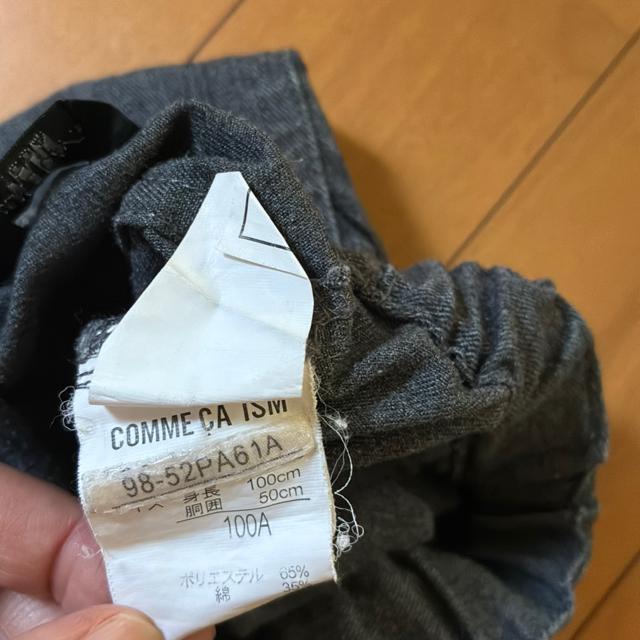 COMME ÇA ISM
98-52PA61A
身長 100cm
胴囲 50cm
100A
ポリエステル 65%
綿 35%